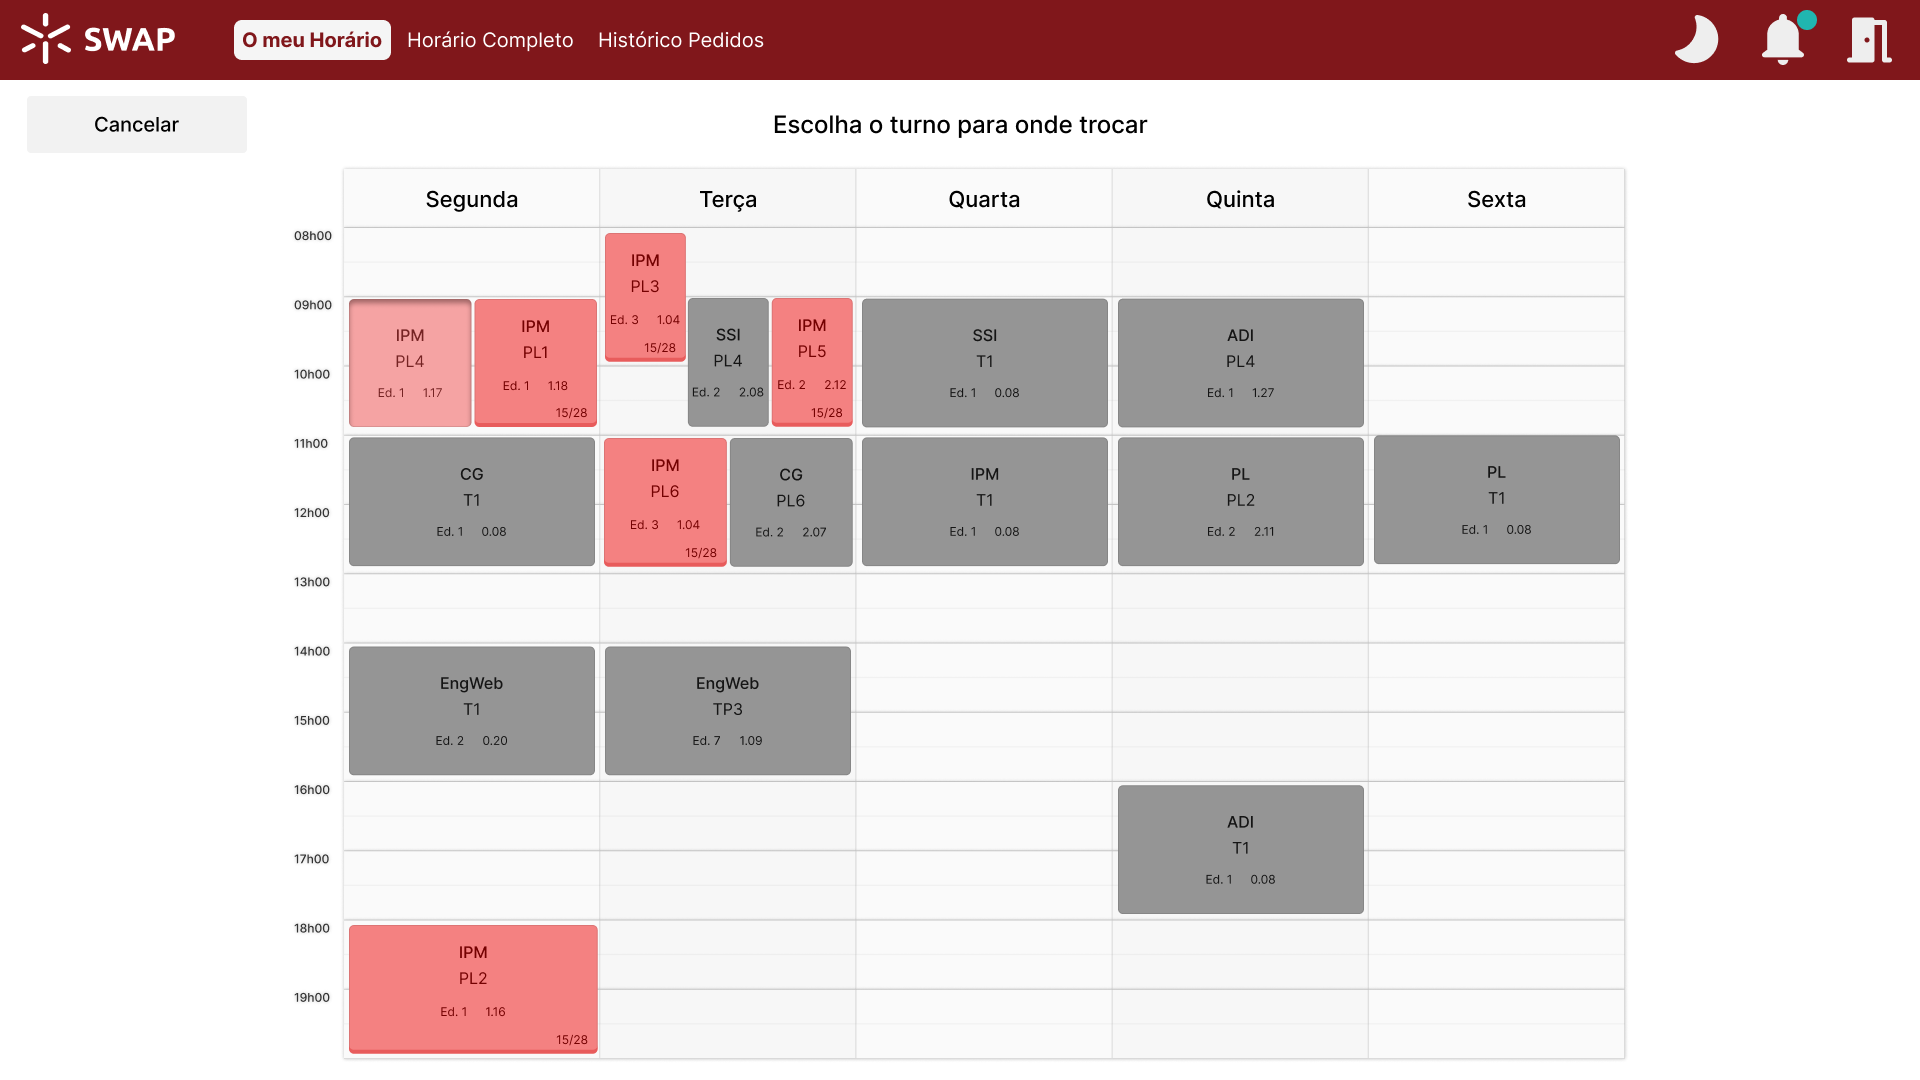 SWAP
O meu Horário
Horário Completo
Histórico Pedidos
Cancelar
Escolha o turno para onde trocar
Segunda
Terça
Quarta
Quinta
Sexta
08h00
09h00
10h00
11h00
12h00
13h00
14h00
15h00
16h00
17h00
18h00
19h00
IPM
PL4
Ed. 1 1.17
IPM
PL1
Ed. 1 1.18
15/28
CG
T1
Ed. 1 0.08
EngWeb
T1
Ed. 2 0.20
IPM
PL2
Ed. 1 1.16
15/28
IPM
PL3
Ed. 3 1.04
15/28
SSI
PL4
Ed. 2 2.08
IPM
PL5
Ed. 2 2.12
15/28
IPM
PL6
Ed. 3 1.04
15/28
CG
PL6
Ed. 2 2.07
EngWeb
TP3
Ed. 7 1.09
SSI
T1
Ed. 1 0.08
IPM
T1
Ed. 1 0.08
ADI
PL4
Ed. 1 1.27
PL
PL2
Ed. 2 2.11
ADI
T1
Ed. 1 0.08
PL
T1
Ed. 1 0.08